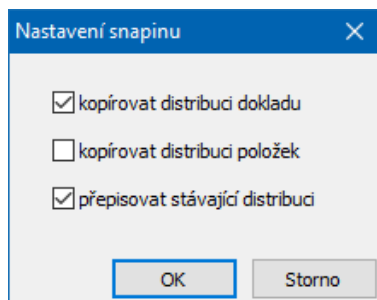 Nastavení snapinu
kopírovat distribuci dokladu
kopírovat distribuci položek
přepisovat stávající distribuci
OK Storno